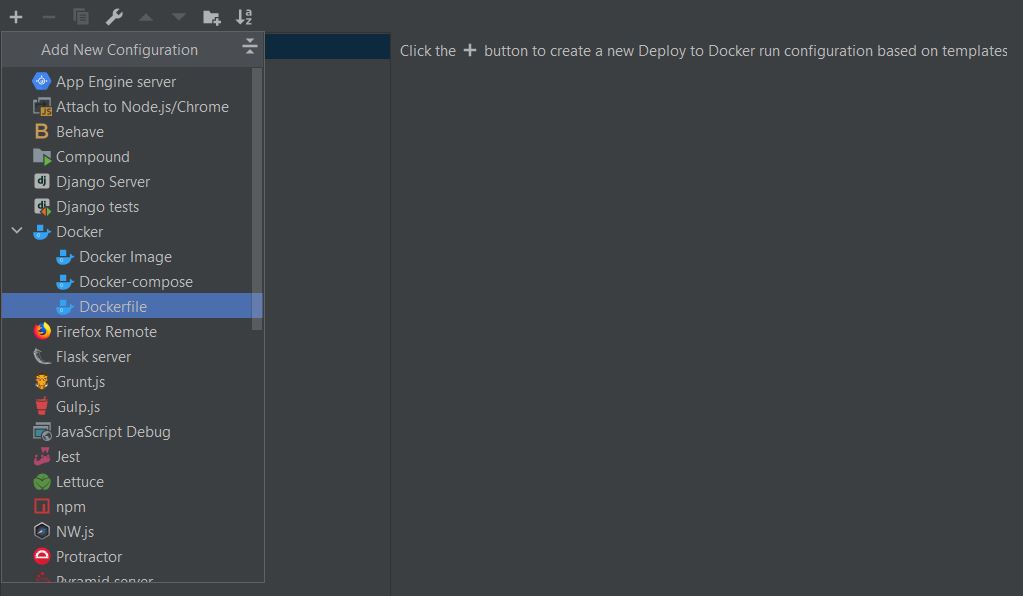 Add New Configuration
Click the + button to create a new Deploy to Docker run configuration based on templates
App Engine server
Attach to Node.js/Chrome
Behave
Compound
Django Server
Django tests
Docker
Docker Image
Docker-compose
Dockerfile
Firefox Remote
Flask server
Grunt.js
Gulp.js
JavaScript Debug
Jest
Lettuce
npm
NW.js
Protractor
Pyramid server